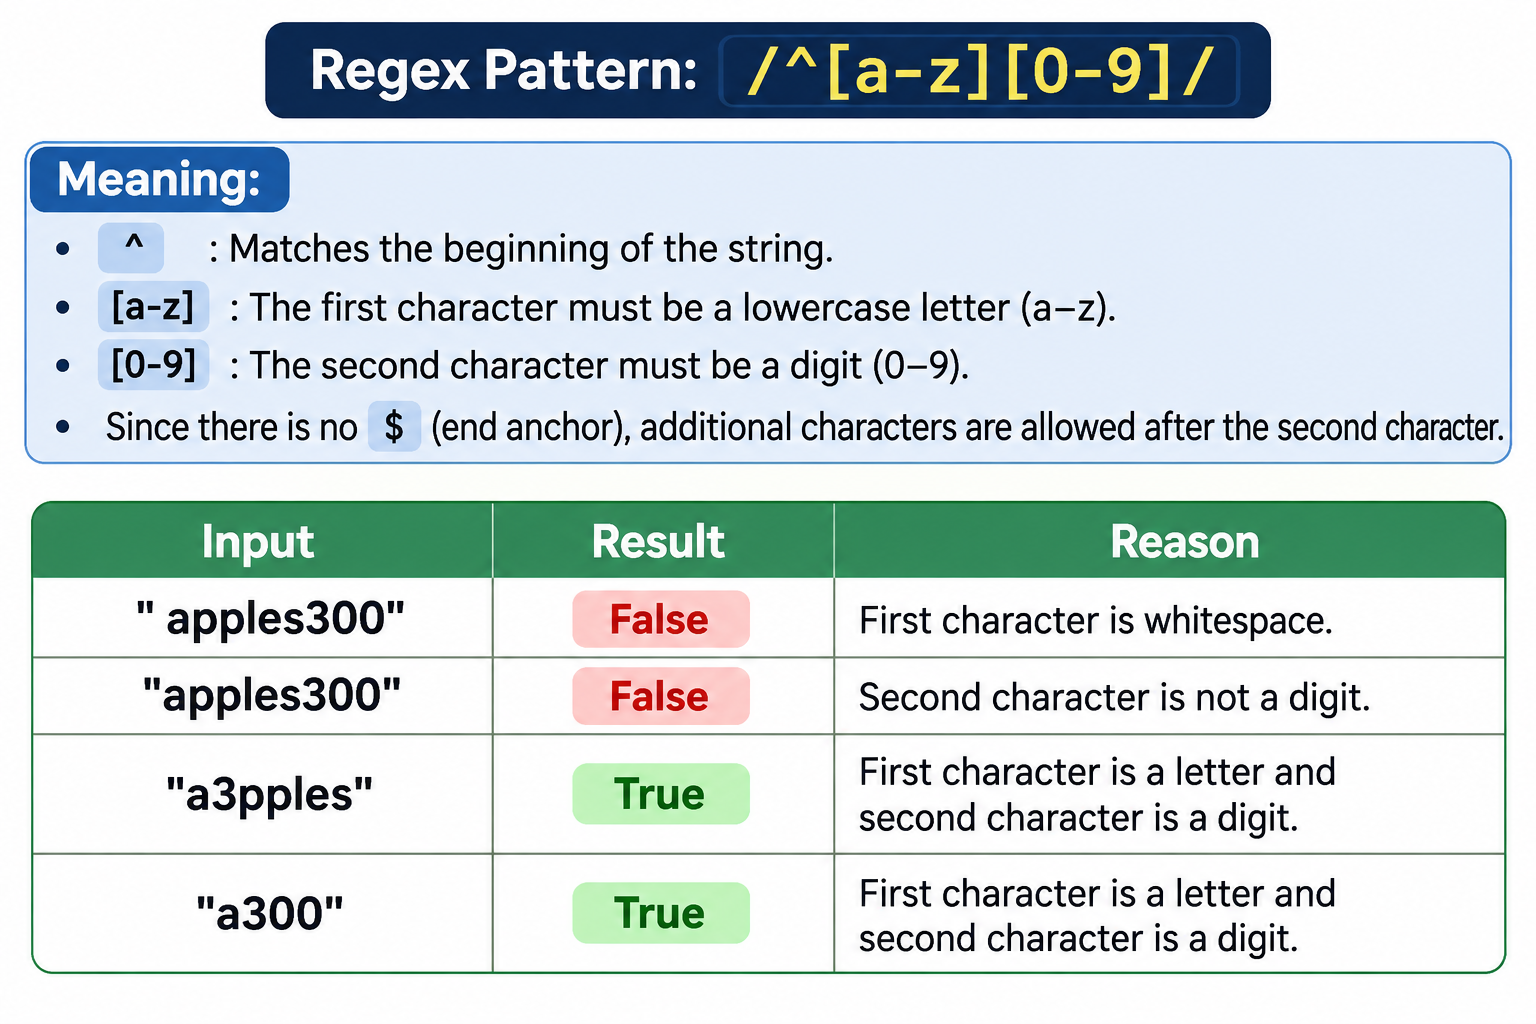 Regex Pattern: /^[a-z][0-9]/
Meaning:
• ^ : Matches the beginning of the string.
• [a-z] : The first character must be a lowercase letter (a–z).
• [0-9] : The second character must be a digit (0–9).
• Since there is no $ (end anchor), additional characters are allowed after the second character.
Input Result Reason
" apples300" False First character is whitespace.
"apples300" False Second character is not a digit.
"a3pples" True First character is a letter and
second character is a digit.
"a300" True First character is a letter and
second character is a digit.